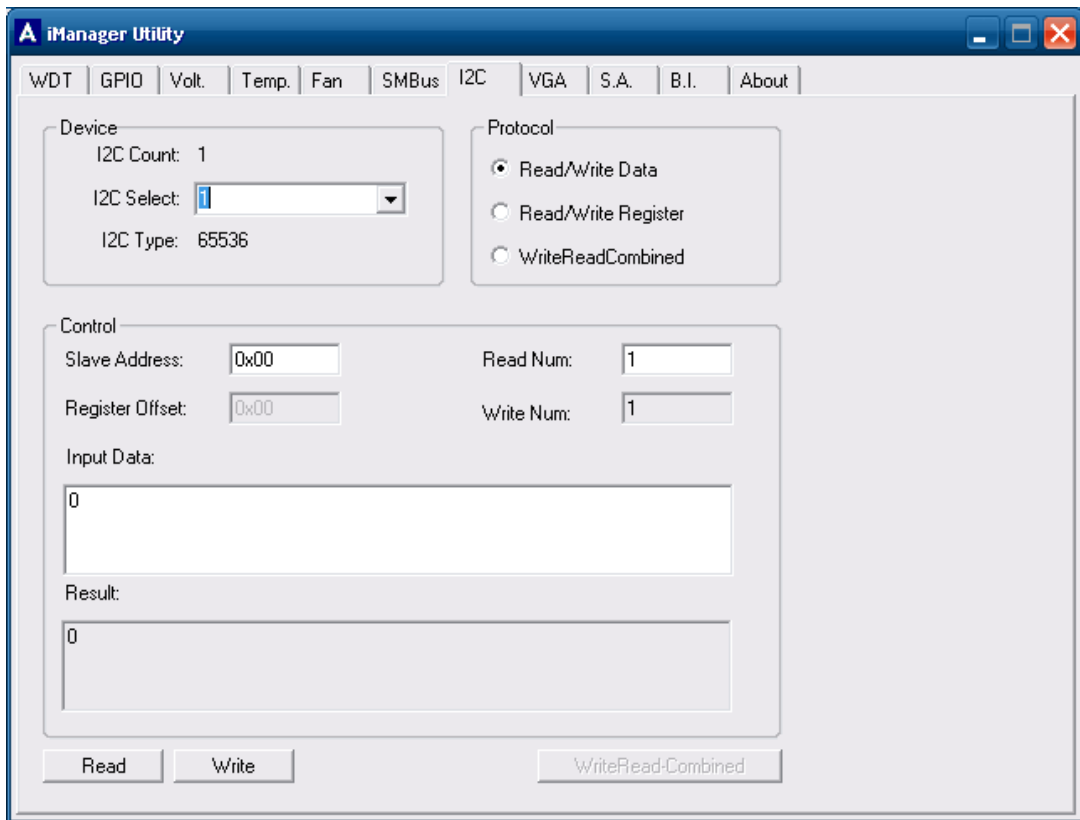 A iManager Utility
WDT GPIO Volt. Temp. Fan SMBus I2C VGA S.A. B.I. About
Device
I2C Count: 1
I2C Select: 1
I2C Type: 65536
Protocol
Read/Write Data
Read/Write Register
WriteReadCombined
Control
Slave Address: 0x00 Read Num: 1
Register Offset: 0x00 Write Num: 1
Input Data:
0
Result:
0
Read Write WriteRead-Combined